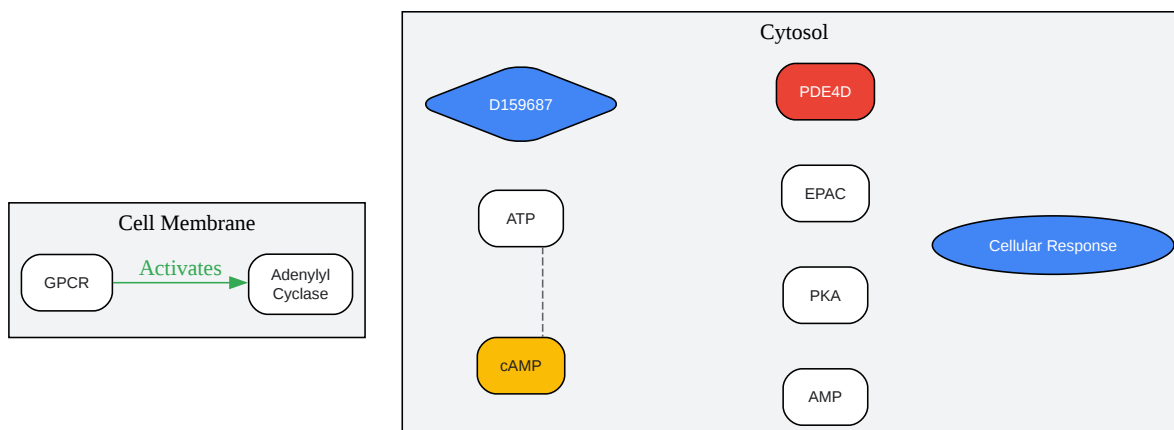 Cell Membrane
GPCR
Activates
Adenylyl
Cyclase
Cytosol
D159687
ATP
cAMP
PDE4D
EPAC
PKA
AMP
Cellular Response